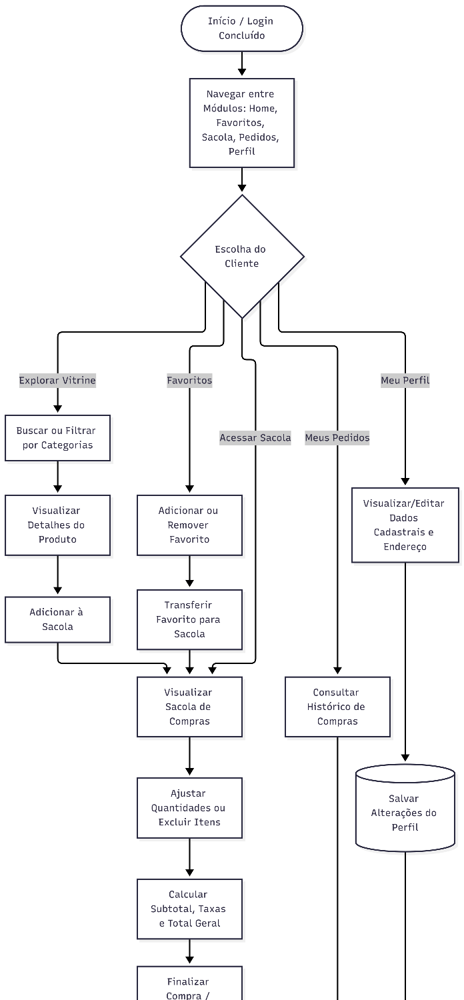 Início / Login
Concluído
Navegar entre
Módulos: Home,
Favoritos,
Sacola, Pedidos,
Perfil
Escolha do
Cliente
Explorar Vitrine
Favoritos
Meu Perfil
Acessar Sacola
Meus Pedidos
Buscar ou Filtrar
por Categorias
Visualizar
Detalhes do
Produto
Adicionar ou
Remover
Favorito
Visualizar/Editar
Dados
Cadastrais e
Endereço
Adicionar à
Sacola
Transferir
Favorito para
Sacola
Visualizar
Sacola de
Compras
Consultar
Histórico de
Compras
Ajustar
Quantidades ou
Excluir Itens
Salvar
Alterações do
Perfil
Calcular
Subtotal, Taxas
e Total Geral
Finalizar
Compra /